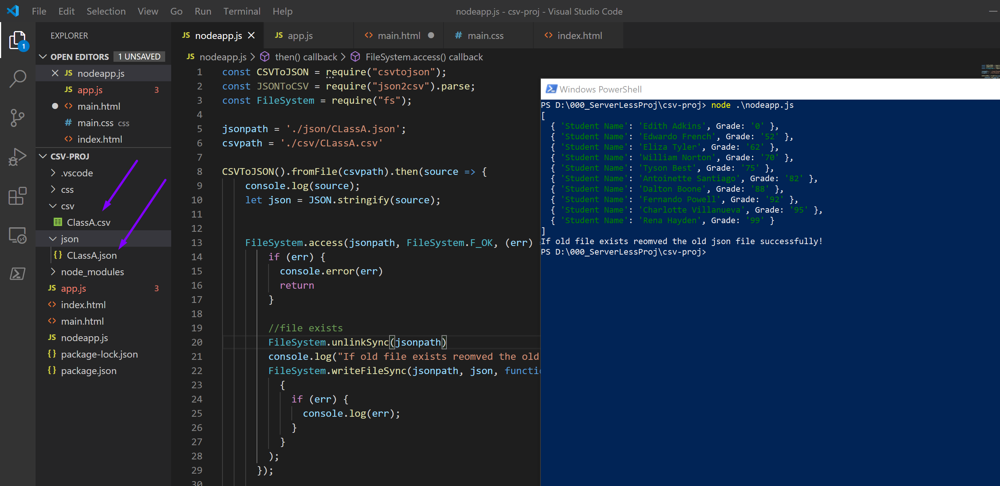 File Edit Selection View Go Run Terminal Help
nodeapp.js - csv-proj - Visual Studio Code
1
EXPLORER
OPEN EDITORS 1 UNSAVED
JS nodeapp.js
JS app.js 3
<> main.html
# main.css css
<> index.html
CSV-PROJ
.vscode
css
csv
ClassA.csv
json
{} CLassA.json
node_modules
JS app.js 3
<> index.html
<> main.html
JS nodeapp.js
{} package-lock.json
{} package.json
JS nodeapp.js JS app.js <> main.html # main.css <> index.html
JS nodeapp.js > then() callback > FileSystem.access() callback
1 const CSVToJSON = require("csvtojson");
2 const JSONToCSV = require("json2csv").parse;
3 const FileSystem = require("fs");
4
5 jsonpath = './json/CLassA.json';
6 csvpath = './csv/CLassA.csv'
7
8 CSVToJSON().fromFile(csvpath).then(source => {
9 console.log(source);
10 let json = JSON.stringify(source);
11
12
13 FileSystem.access(jsonpath, FileSystem.F_OK, (err)
14 if (err) {
15 console.error(err)
16 return
17 }
18
19 //file exists
20 FileSystem.unlinkSync(jsonpath)
21 console.log("If old file exists reomved the old
22 FileSystem.writeFileSync(jsonpath, json, functi
23 {
24 if (err) {
25 console.log(err);
26 }
27 }
28 );
29 });
30
Windows PowerShell
PS D:\000_ServerLessProj\csv-proj> node .\nodeapp.js
[
{ 'Student Name': 'Edith Adkins', Grade: '0' },
{ 'Student Name': 'Edwardo French', Grade: '52' },
{ 'Student Name': 'Eliza Tyler', Grade: '62' },
{ 'Student Name': 'William Norton', Grade: '70' },
{ 'Student Name': 'Tyson Best', Grade: '75' },
{ 'Student Name': 'Antoinette Santiago', Grade: '82' },
{ 'Student Name': 'Dalton Boone', Grade: '88' },
{ 'Student Name': 'Fernando Powell', Grade: '92' },
{ 'Student Name': 'Charlotte Villanueva', Grade: '95' },
{ 'Student Name': 'Rena Hayden', Grade: '99' }
]
If old file exists reomved the old json file successfully!
PS D:\000_ServerLessProj\csv-proj>